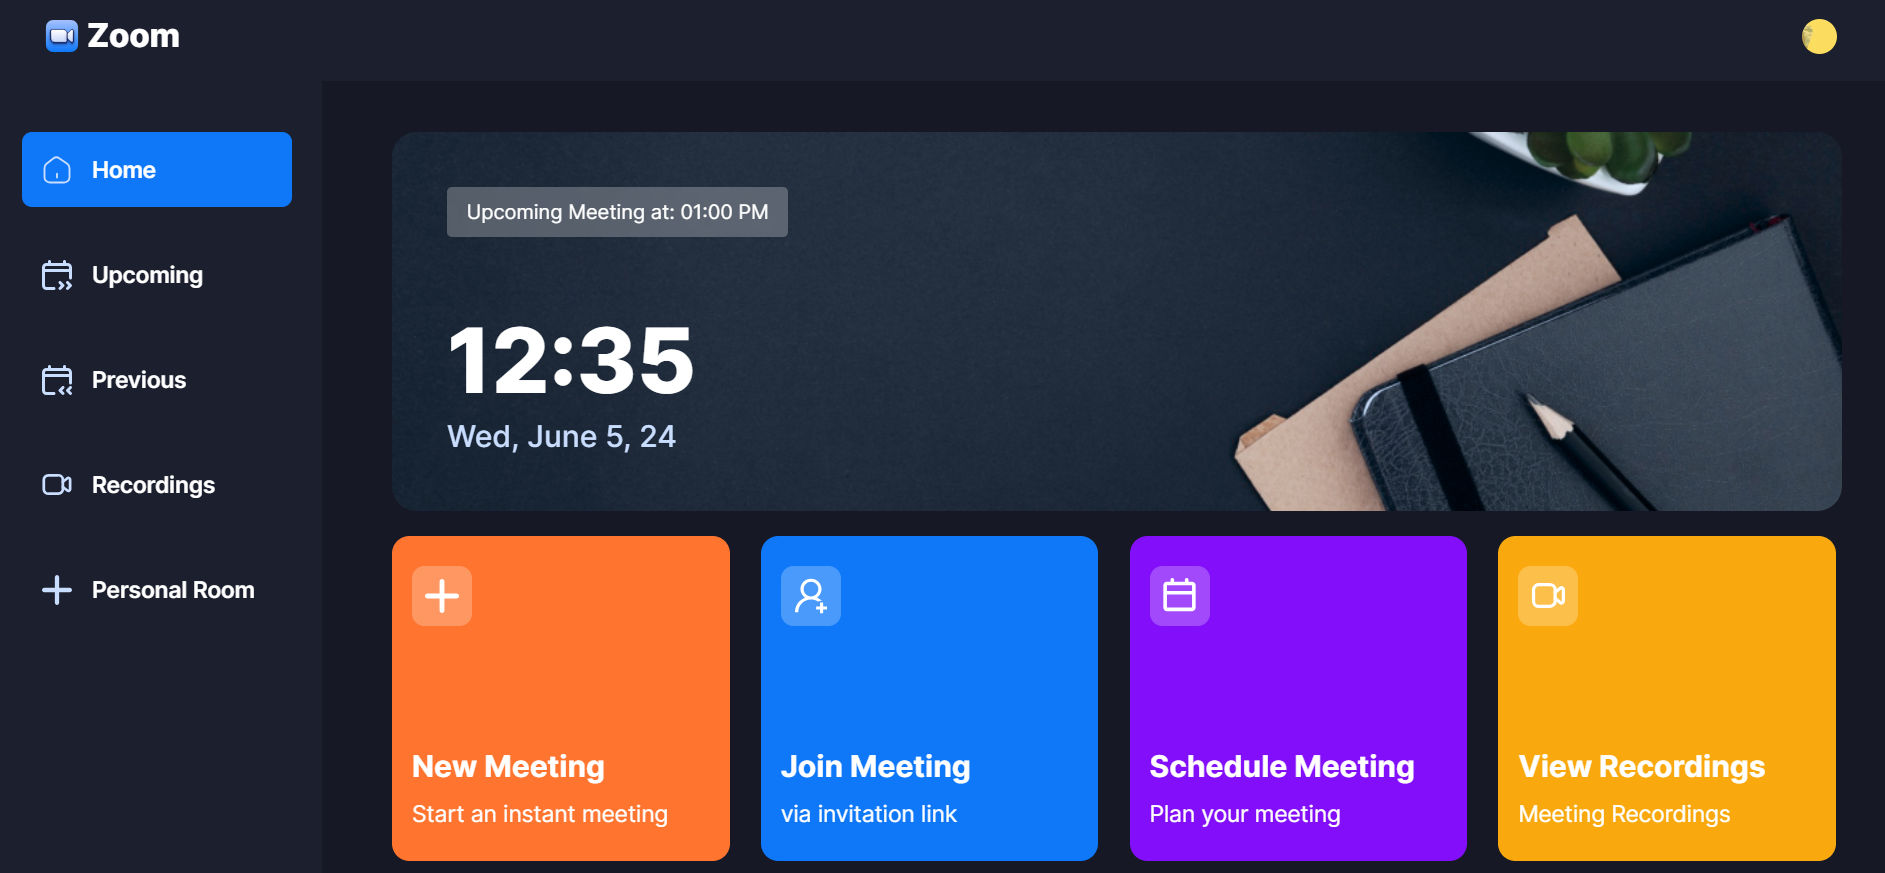 Zoom
Home
Upcoming
Previous
Recordings
Personal Room
Upcoming Meeting at: 01:00 PM
12:35
Wed, June 5, 24
New Meeting
Start an instant meeting
Join Meeting
via invitation link
Schedule Meeting
Plan your meeting
View Recordings
Meeting Recordings